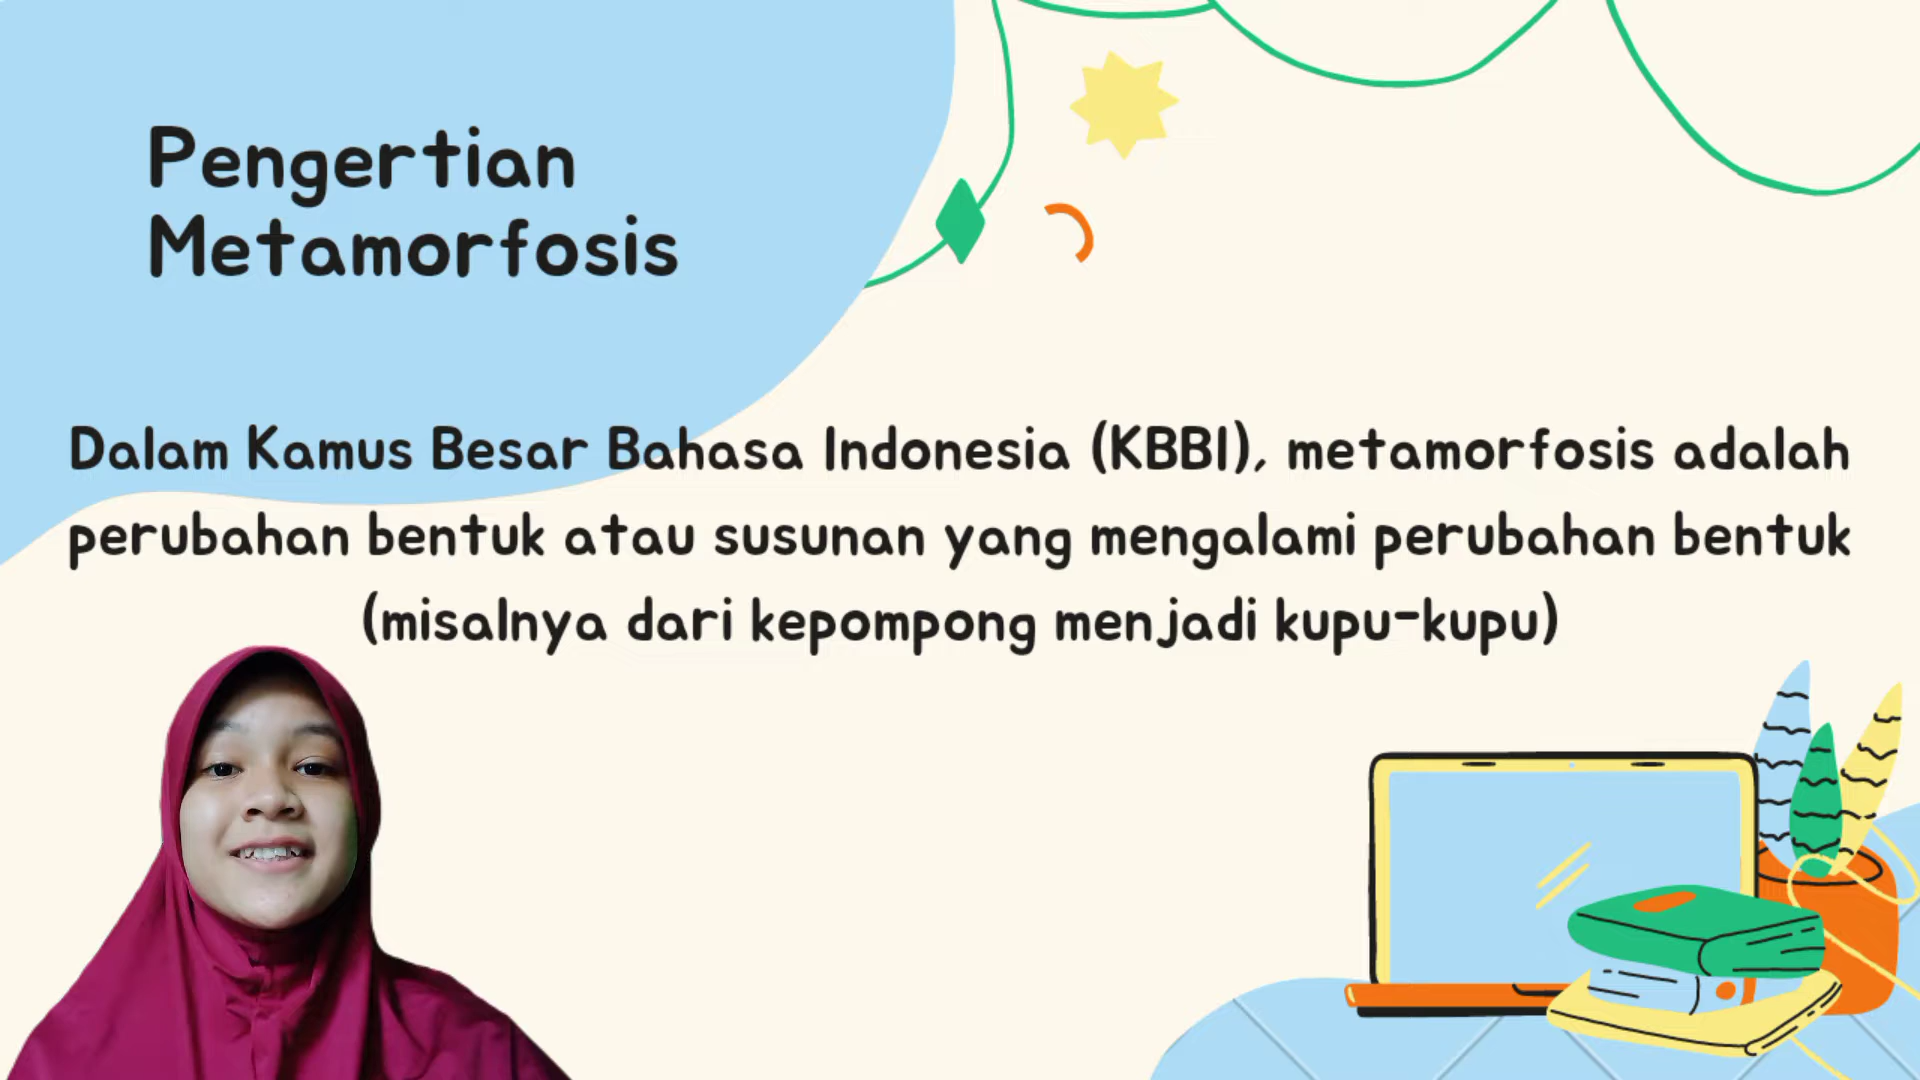 Pengertian
Metamorfosis
Dalam Kamus Besar Bahasa Indonesia (KBBI), metamorfosis adalah
perubahan bentuk atau susunan yang mengalami perubahan bentuk
(misalnya dari kepompong menjadi kupu-kupu)